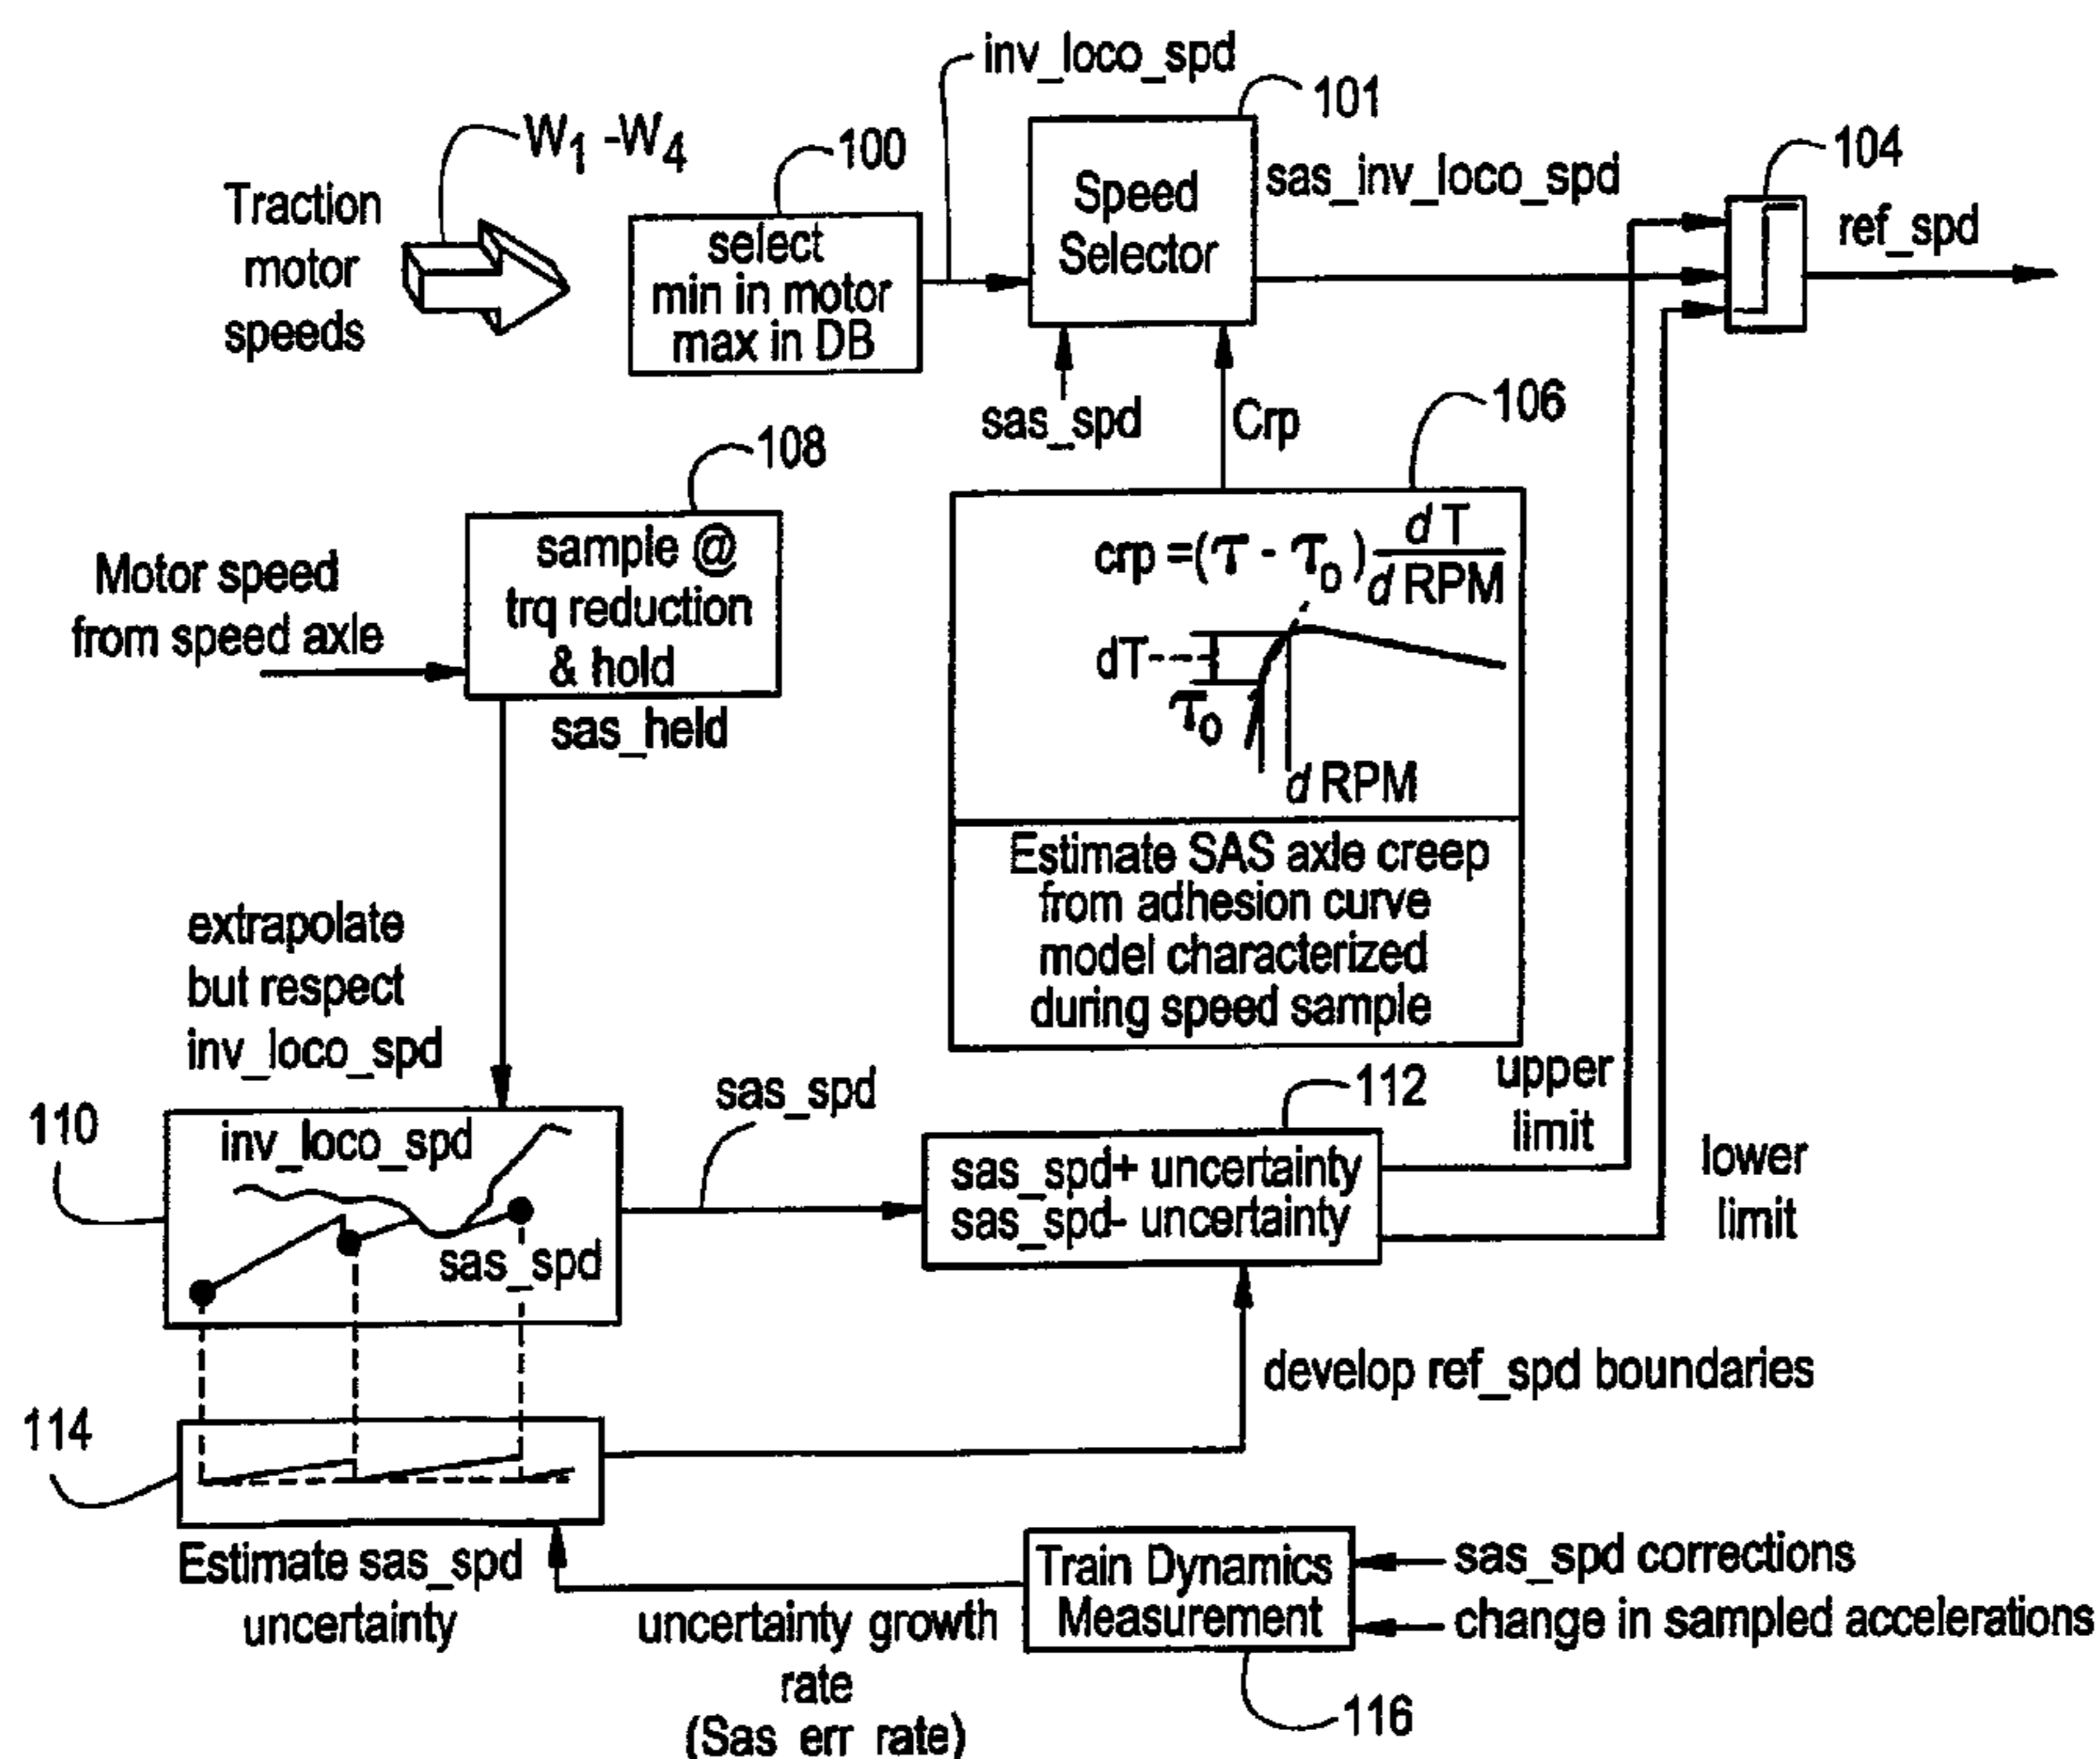 inv_loco_spd
101
W1 -W4
100
Traction
motor
speeds
select
min in motor
max in DB
Speed
Selector
sas_inv_loco_spd
104
ref_spd
sas_spd
Crp
106
108
Motor speed
from speed axle
sample @
trq reduction
& hold
sas_held
crp =(τ - τ0) dT/dRPM
dT
τ0
dRPM
Estimate SAS axle creep
from adhesion curve
model characterized
during speed sample
extrapolate
but respect
inv_loco_spd
110
inv_loco_spd
sas_spd
sas_spd
112
sas_spd+ uncertainty
sas_spd- uncertainty
upper
limit
lower
limit
develop ref_spd boundaries
114
Estimate sas_spd
uncertainty
uncertainty growth
rate
(Sas_err_rate)
Train Dynamics
Measurement
sas_spd corrections
change in sampled accelerations
116